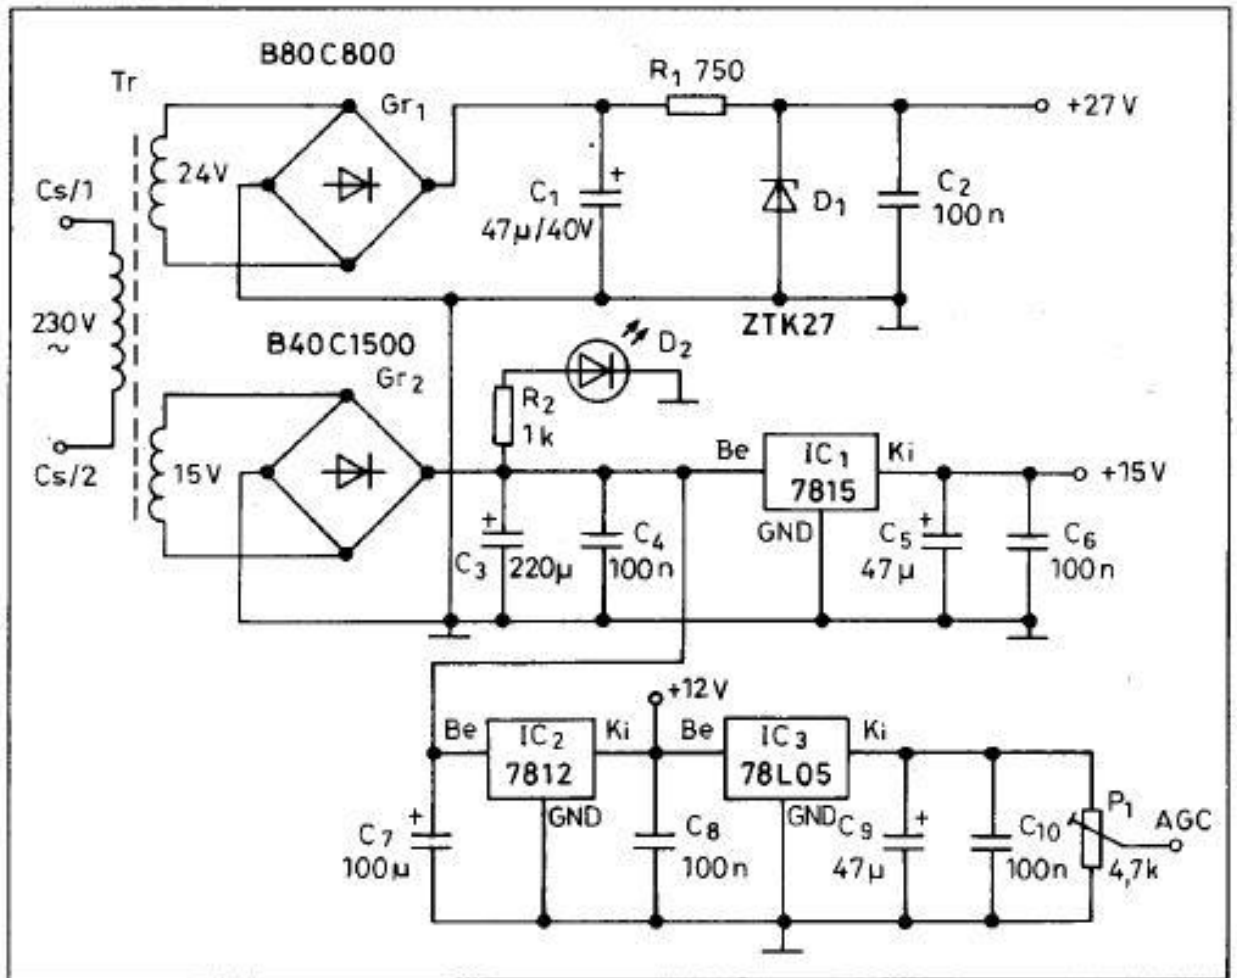 B80C800
Tr
Gr1
R1 750
+27V
24V
Cs/1
C1
+
47µ/40V
D1
C2
100n
230V
~
ZTK27
B40C1500
Gr2
D2
R2
1k
Cs/2
15V
Be
IC1
7815
Ki
+15V
GND
+
C3
220µ
C4
100n
C5
+
47µ
C6
100n
+12V
Be
IC2
7812
Ki
Be
IC3
78L05
Ki
GND
GND
C7
+
100µ
C8
100n
C9
+
47µ
C10
100n
P1
4,7k
AGC